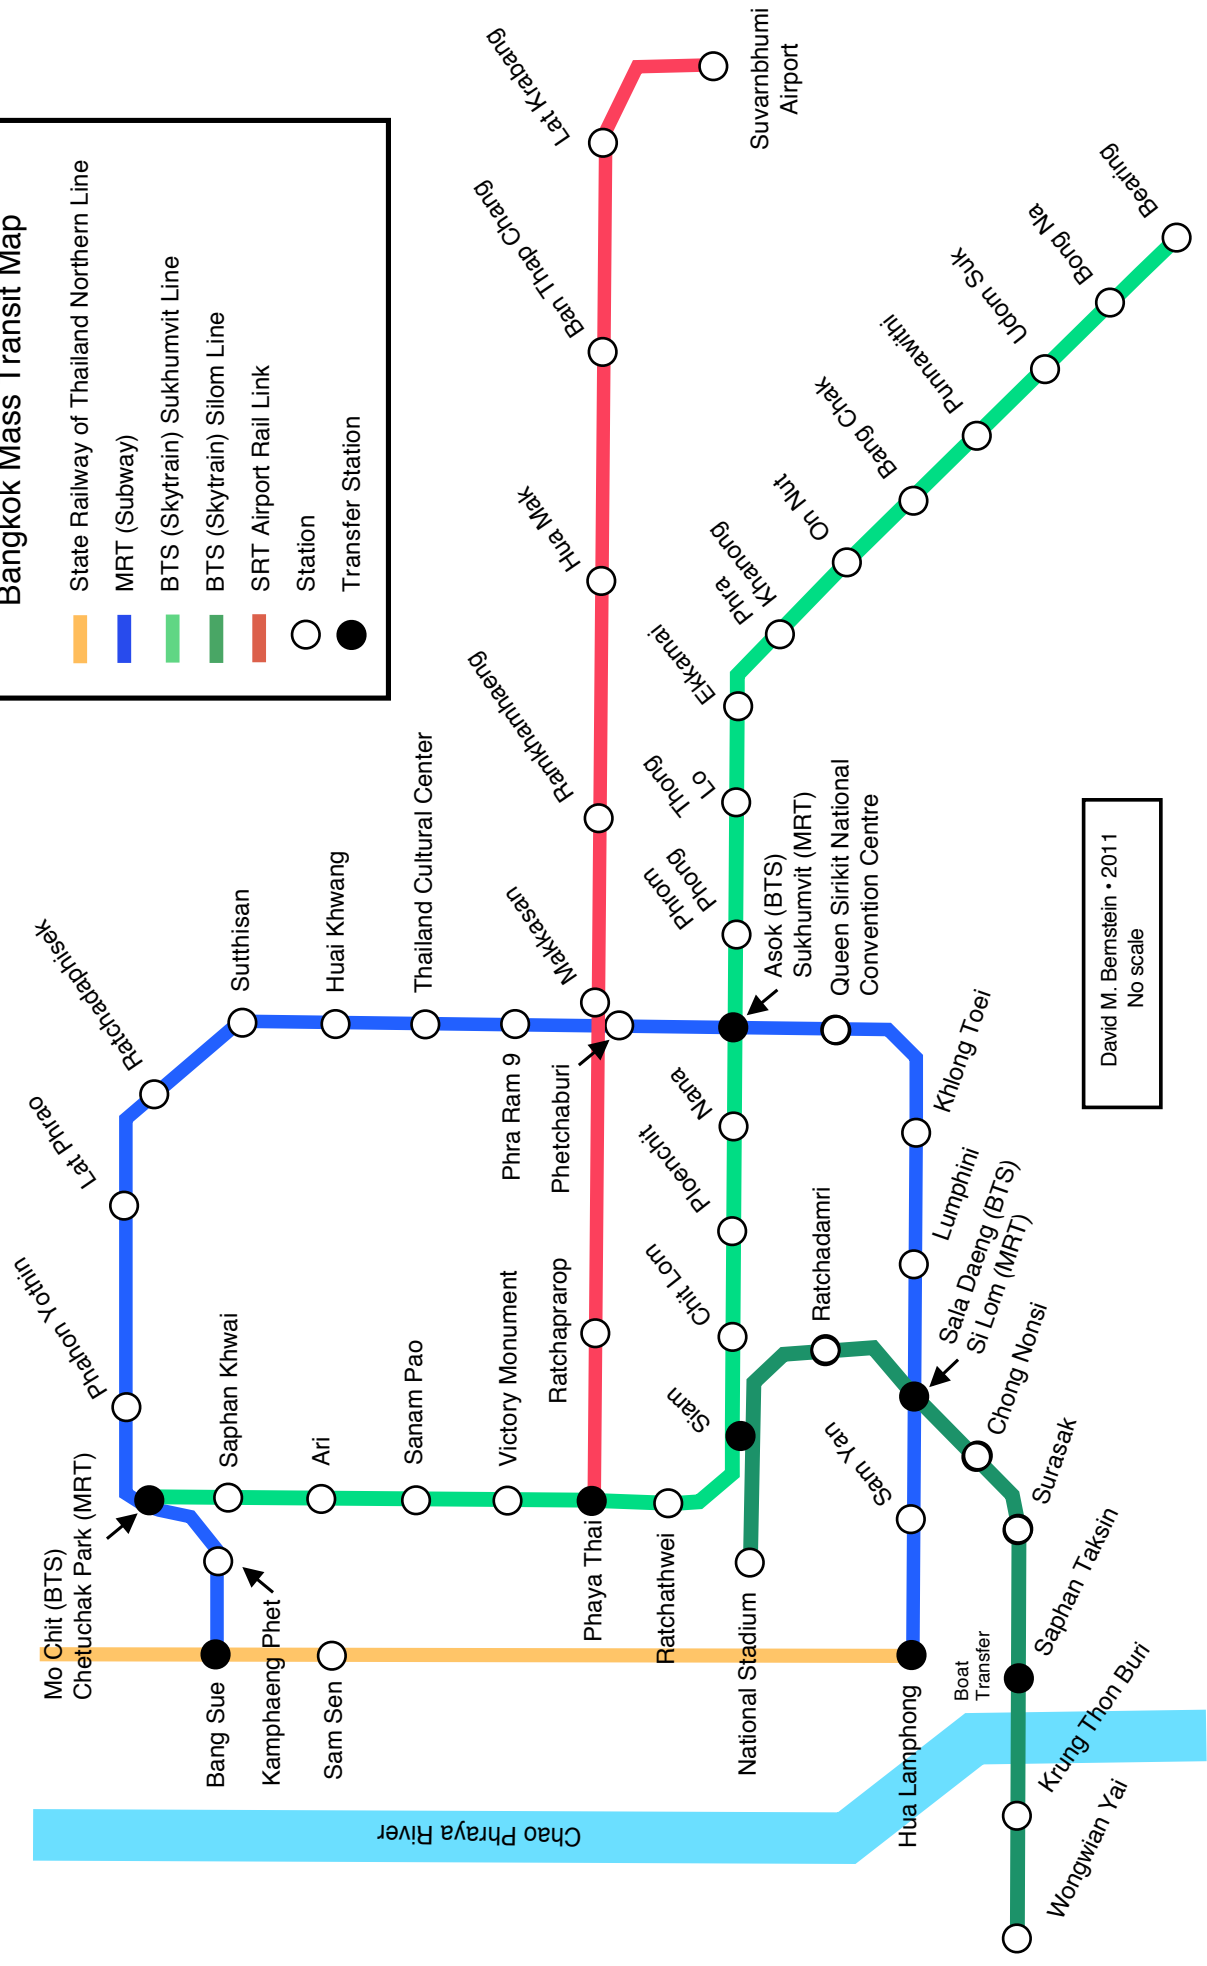 Bangkok Mass Transit Map
State Railway of Thailand Northern Line
MRT (Subway)
BTS (Skytrain) Sukhumvit Line
BTS (Skytrain) Silom Line
SRT Airport Rail Link
Station
Transfer Station
Mo Chit (BTS)
Chetuchak Park (MRT)
Phahon Yothin
Lat Phrao
Ratchadaphisek
Bang Sue
Kamphaeng Phet
Sam Sen
Saphan Khwai
Ari
Sanam Pao
Victory Monument
Sutthisan
Huai Khwang
Thailand Cultural Center
Phra Ram 9
Phetchaburi
Ratchaprarop
Makkasan
Ramkhamhaeng
Hua Mak
Ban Thap Chang
Lat Krabang
Suvarnbhumi
Airport
Phaya Thai
Ratchathewi
National Stadium
Siam
Chit Lom
Ploenchit
Nana
Asok (BTS)
Sukhumvit (MRT)
Phrom
Phong
Thong
Lo
Ekkamai
Phra
Khanong
On Nut
Bang Chak
Punnawithi
Udom Suk
Bong Na
Bearing
Queen Sirikit National
Convention Centre
Ratchadamri
Khlong Toei
Lumphini
Sala Daeng (BTS)
Si Lom (MRT)
Sam Yan
Hua Lamphong
Chong Nonsi
Surasak
Saphan Taksin
Boat
Transfer
Krung Thon Buri
Wongwian Yai
Chao Phraya River
David M. Bernstein • 2011
No scale